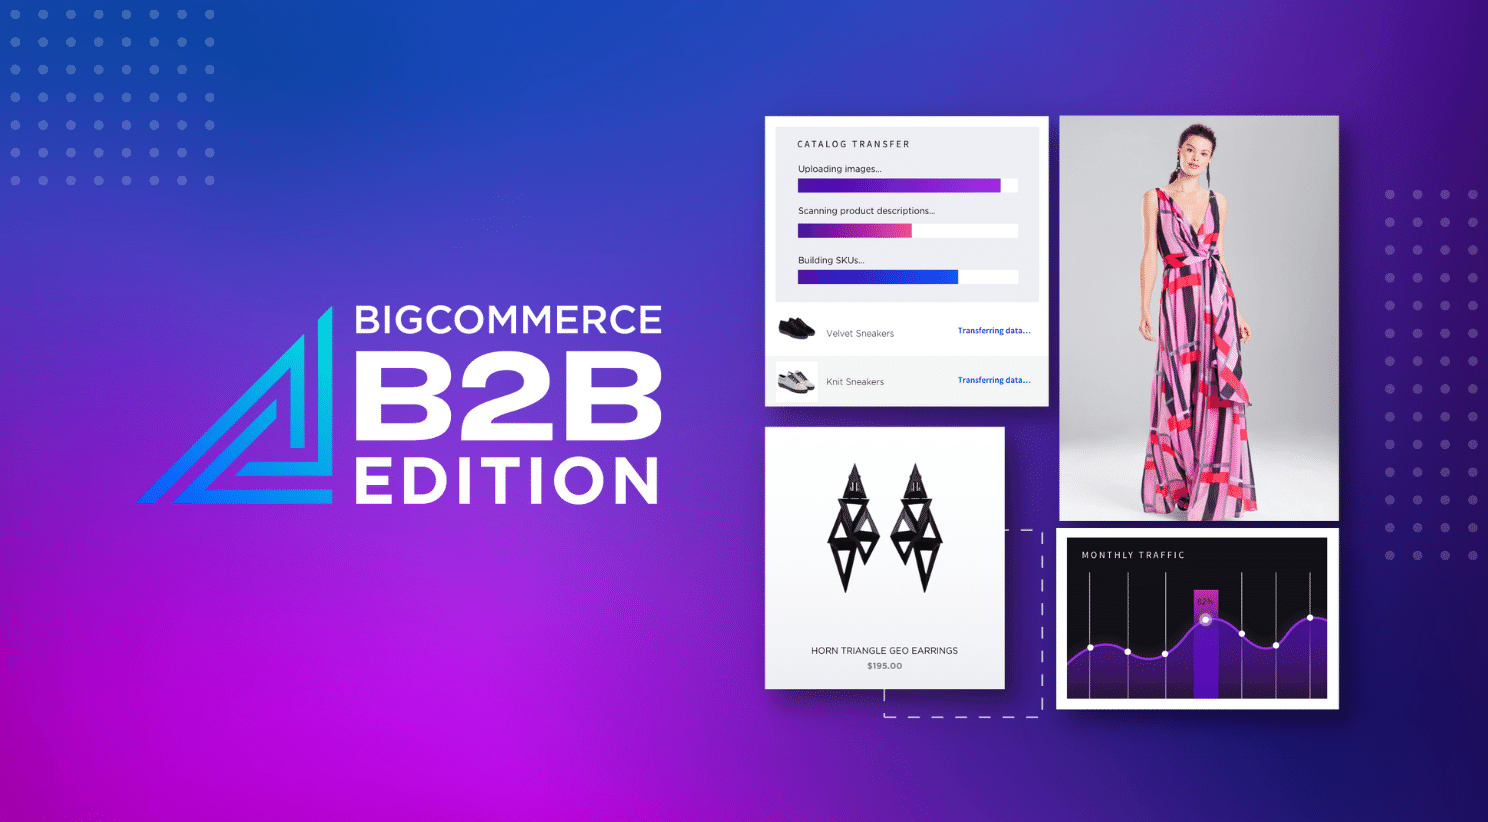 BIGCOMMERCE
B2B
EDITION
CATALOG TRANSFER
Uploading images...
Scanning product descriptions...
Building SKUs...
Velvet Sneakers
Transferring data...
Knit Sneakers
Transferring data...
HORN TRIANGLE GEO EARRINGS
$195.00
MONTHLY TRAFFIC
62%